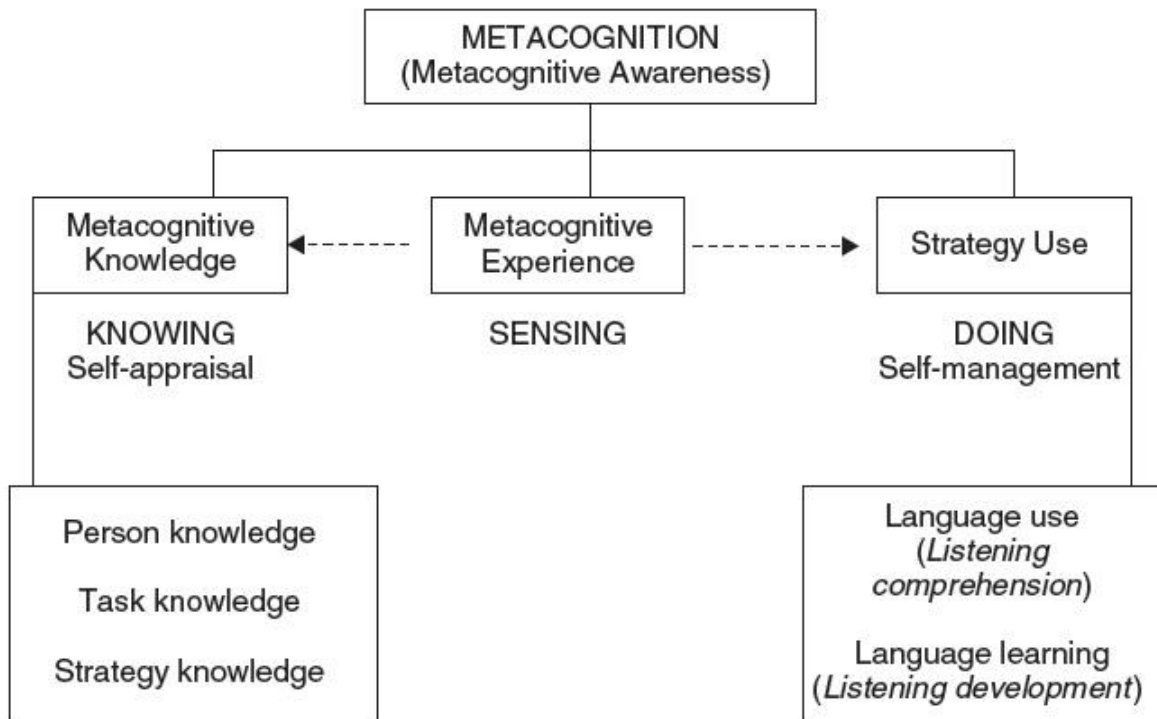 METACOGNITION
(Metacognitive Awareness)
Metacognitive
Knowledge
Metacognitive
Experience
Strategy Use
KNOWING
Self-appraisal
SENSING
DOING
Self-management
Person knowledge
Task knowledge
Strategy knowledge
Language use
(Listening
comprehension)
Language learning
(Listening development)